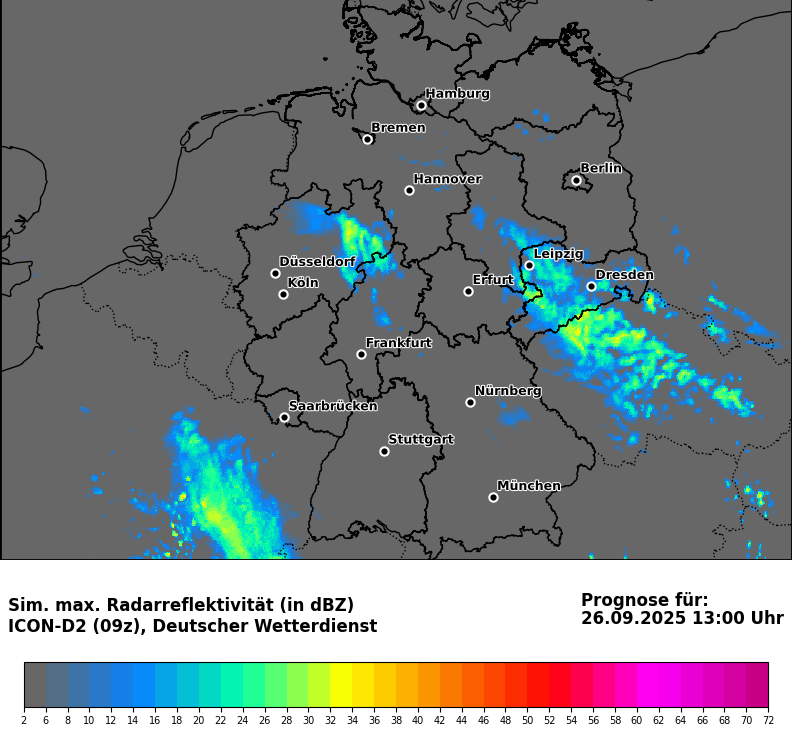 Hamburg
Bremen
Berlin
Hannover
Leipzig
Düsseldorf
Dresden
Köln
Erfurt
Frankfurt
Nürnberg
Saarbrücken
Stuttgart
München
Sim. max. Radarreflektivität (in dBZ)
ICON-D2 (09z), Deutscher Wetterdienst
Prognose für:
26.09.2025 13:00 Uhr
2 6 8 10 12 14 16 18 20 22 24 26 28 30 32 34 36 38 40 42 44 46 48 50 52 54 56 58 60 62 64 66 68 70 72